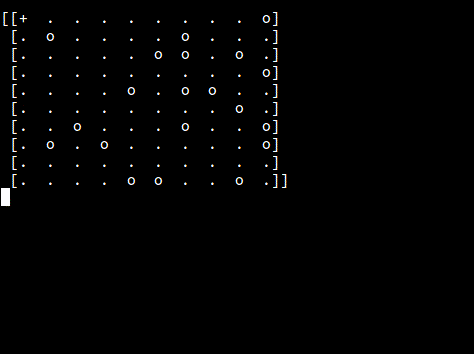 [[+  .  .  .  .  .  .  .  .  o]
 [.  o  .  .  .  .  o  .  .  .]
 [.  .  .  .  .  o  o  .  o  .]
 [.  .  .  .  .  .  .  .  .  o]
 [.  .  .  .  o  .  o  o  .  .]
 [.  .  .  .  .  .  .  .  o  .]
 [.  .  o  .  .  .  o  .  .  o]
 [.  o  .  o  .  .  .  .  .  o]
 [.  .  .  .  .  .  .  .  .  .]
 [.  .  .  .  o  o  .  .  o  .]]